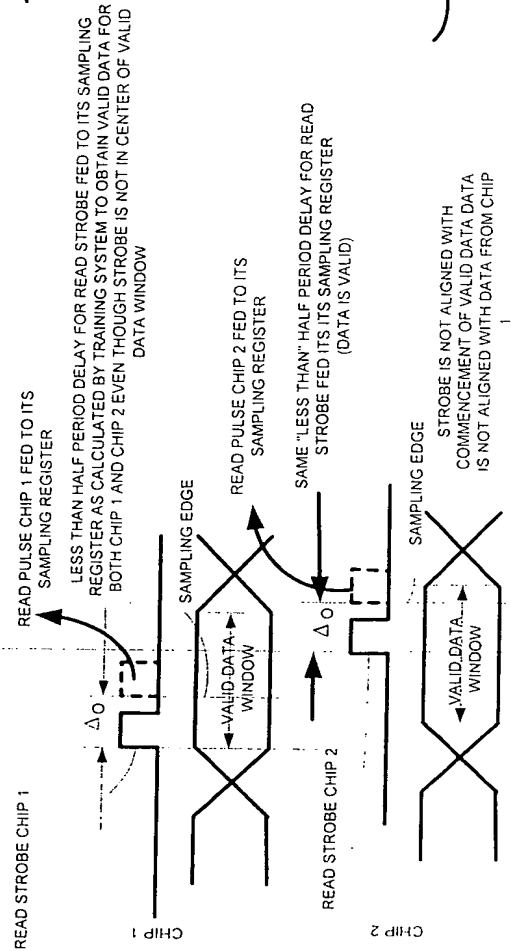 READ STROBE CHIP 1
READ PULSE CHIP 1 FED TO ITS
SAMPLING REGISTER
LESS THAN HALF PERIOD DELAY FOR READ STROBE FED TO ITS SAMPLING
REGISTER AS CALCULATED BY TRAINING SYSTEM TO OBTAIN VALID DATA FOR
BOTH CHIP 1 AND CHIP 2 EVEN THOUGH STROBE IS NOT IN CENTER OF VALID
DATA WINDOW
Δ0
SAMPLING EDGE
VALID DATA
WINDOW
CHIP 1
READ STROBE CHIP 2
READ PULSE CHIP 2 FED TO ITS
SAMPLING REGISTER
SAME "LESS THAN" HALF PERIOD DELAY FOR READ
STROBE FED ITS ITS SAMPLING REGISTER
(DATA IS VALID)
Δ0
SAMPLING EDGE
VALID DATA
WINDOW
CHIP 2
STROBE IS NOT ALIGNED WITH
COMMENCEMENT OF VALID DATA DATA
IS NOT ALIGNED WITH DATA FROM CHIP
1